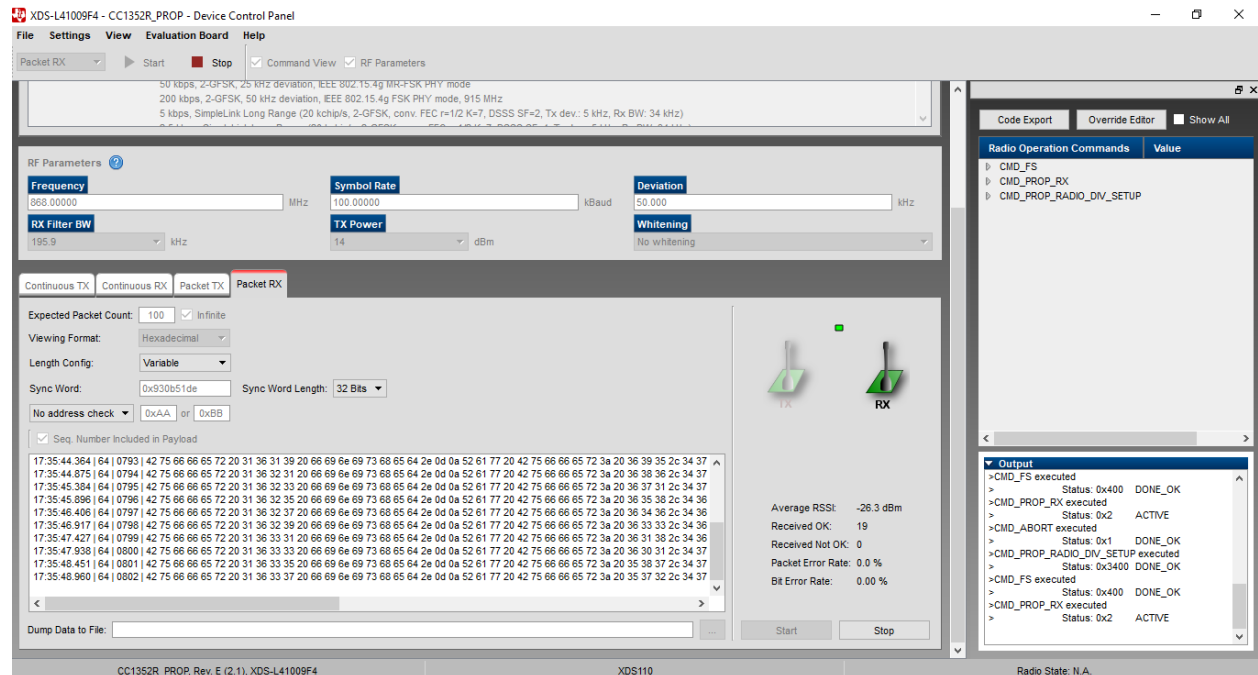 XDS-L41009F4 - CC1352R_PROP - Device Control Panel
File Settings View Evaluation Board Help
Packet RX Start Stop Command View RF Parameters
50 kbps, 2-GFSK, 25 kHz deviation, IEEE 802.15.4g MR-FSK PHY mode
200 kbps, 2-GFSK, 50 kHz deviation, IEEE 802.15.4g FSK PHY mode, 915 MHz
5 kbps, SimpleLink Long Range (20 kchip/s, 2-GFSK, conv. FEC r=1/2 K=7, DSSS SF=2, Tx dev.: 5 kHz, Rx BW: 34 kHz)
RF Parameters ?
Frequency Symbol Rate Deviation
868.00000 MHz 100.00000 kBaud 50.000 kHz
RX Filter BW TX Power Whitening
195.9 kHz 14 dBm No whitening
Continuous TX Continuous RX Packet TX Packet RX
Expected Packet Count: 100 Infinite
Viewing Format: Hexadecimal
Length Config: Variable
Sync Word: 0x930b51de Sync Word Length: 32 Bits
No address check 0xAA or 0xBB
Seq. Number Included in Payload
17:35:44.364 | 64 | 0793 | 42 75 66 66 65 72 20 31 36 31 39 20 66 69 6e 69 73 68 65 64 2e 0d 0a 52 61 77 20 42 75 66 66 65 72 3a 20 36 39 35 2c 34 37
17:35:44.875 | 64 | 0794 | 42 75 66 66 65 72 20 31 36 32 31 20 66 69 6e 69 73 68 65 64 2e 0d 0a 52 61 77 20 42 75 66 66 65 72 3a 20 36 38 36 2c 34 37
17:35:45.384 | 64 | 0795 | 42 75 66 66 65 72 20 31 36 32 33 20 66 69 6e 69 73 68 65 64 2e 0d 0a 52 61 77 20 42 75 66 66 65 72 3a 20 36 37 31 2c 34 37
17:35:45.896 | 64 | 0796 | 42 75 66 66 65 72 20 31 36 32 35 20 66 69 6e 69 73 68 65 64 2e 0d 0a 52 61 77 20 42 75 66 66 65 72 3a 20 36 35 38 2c 34 36
17:35:46.406 | 64 | 0797 | 42 75 66 66 65 72 20 31 36 32 37 20 66 69 6e 69 73 68 65 64 2e 0d 0a 52 61 77 20 42 75 66 66 65 72 3a 20 36 34 36 2c 34 36
17:35:46.917 | 64 | 0798 | 42 75 66 66 65 72 20 31 36 32 39 20 66 69 6e 69 73 68 65 64 2e 0d 0a 52 61 77 20 42 75 66 66 65 72 3a 20 36 33 33 2c 34 36
17:35:47.427 | 64 | 0799 | 42 75 66 66 65 72 20 31 36 33 31 20 66 69 6e 69 73 68 65 64 2e 0d 0a 52 61 77 20 42 75 66 66 65 72 3a 20 36 31 38 2c 34 36
17:35:47.938 | 64 | 0800 | 42 75 66 66 65 72 20 31 36 33 33 20 66 69 6e 69 73 68 65 64 2e 0d 0a 52 61 77 20 42 75 66 66 65 72 3a 20 36 30 31 2c 34 37
17:35:48.451 | 64 | 0801 | 42 75 66 66 65 72 20 31 36 33 35 20 66 69 6e 69 73 68 65 64 2e 0d 0a 52 61 77 20 42 75 66 66 65 72 3a 20 35 38 37 2c 34 37
17:35:48.960 | 64 | 0802 | 42 75 66 66 65 72 20 31 36 33 37 20 66 69 6e 69 73 68 65 64 2e 0d 0a 52 61 77 20 42 75 66 66 65 72 3a 20 35 37 32 2c 34 37
Dump Data to File: ...
TX RX
Average RSSI: -26.3 dBm
Received OK: 19
Received Not OK: 0
Packet Error Rate: 0.0 %
Bit Error Rate: 0.00 %
Start Stop
Code Export Override Editor Show All
Radio Operation Commands Value
CMD_FS
CMD_PROP_RX
CMD_PROP_RADIO_DIV_SETUP
Output
>CMD_FS executed
> Status: 0x400 DONE_OK
>CMD_PROP_RX executed
> Status: 0x2 ACTIVE
>CMD_ABORT executed
> Status: 0x1 DONE_OK
>CMD_PROP_RADIO_DIV_SETUP executed
> Status: 0x3400 DONE_OK
>CMD_FS executed
> Status: 0x400 DONE_OK
>CMD_PROP_RX executed
> Status: 0x2 ACTIVE
CC1352R_PROP, Rev. E (2.1), XDS-L41009F4 XDS110 Radio State: N.A.